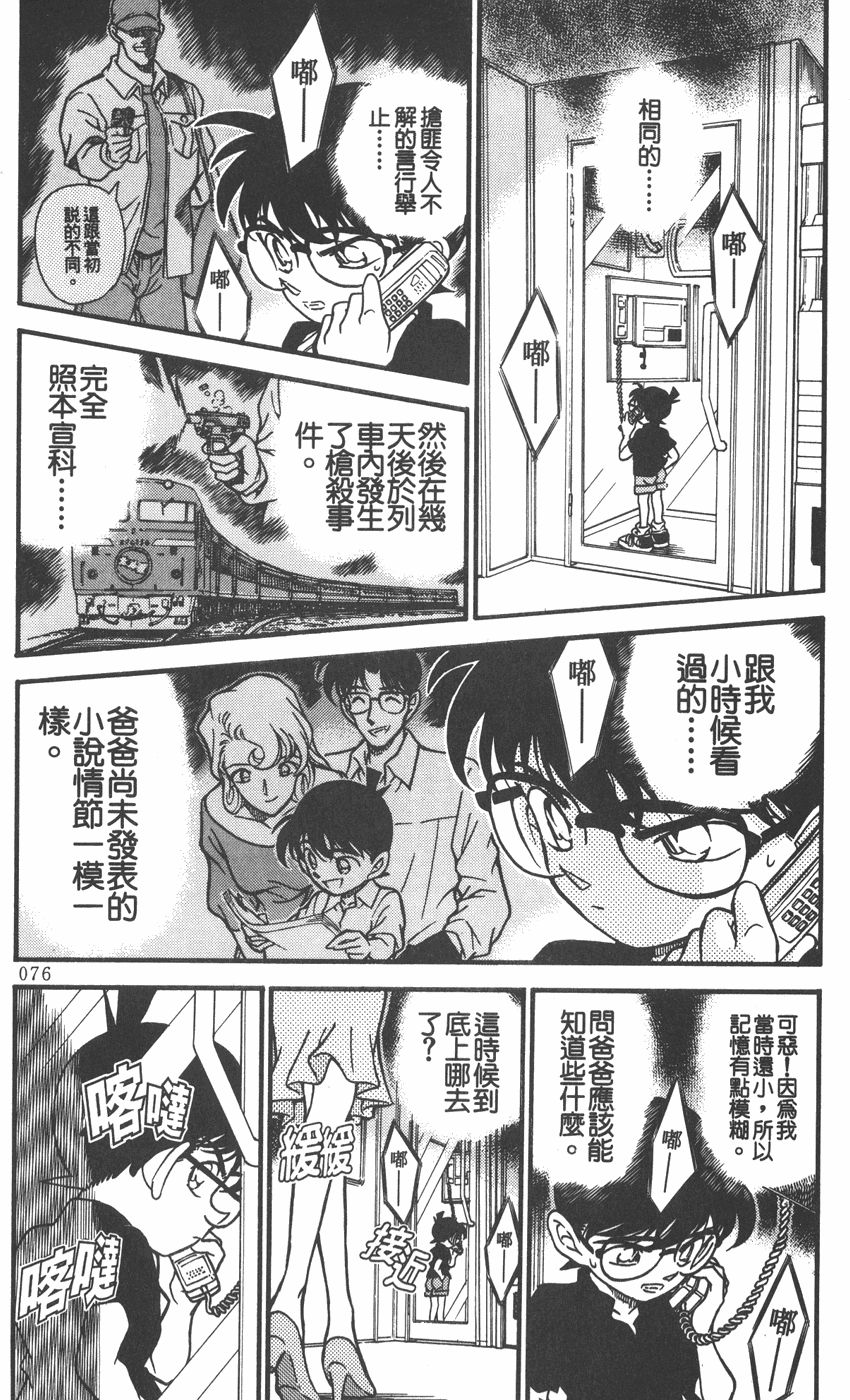 相同的……
嘟——
嘟——
嘟——
搶匪令人不
解的言行舉
止……
這跟當初
説的不同。
嘟——
然後在幾
天後於列
車內發生
了槍殺事
件。
完全
照本宣科……
跟我
小時候看
過的……
嘟——
爸爸尚未發表的
小說情節一模一
樣。
076
可惡！因為我
當時還小，所以
記憶有點模糊。
問爸爸應該能
知道些什麼。
嘟——
嘟——
這時候到
底上哪去
了？
嘟——
嘟——
緩緩
接近
喀噠
喀噠